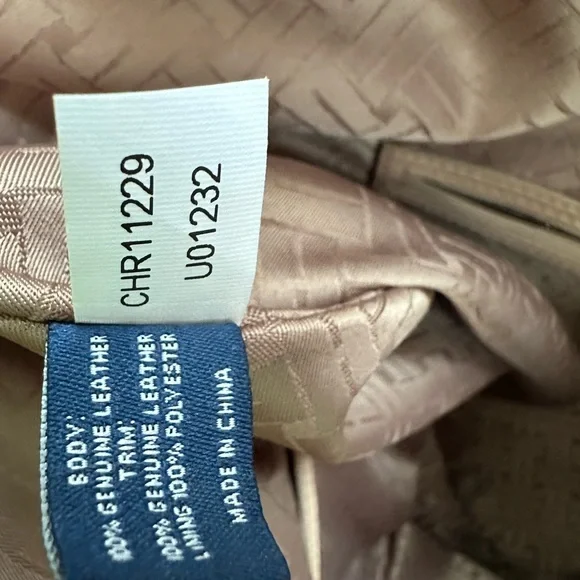 CHR11229
U01232
BODY:
100% GENUINE LEATHER
TRIM:
100% GENUINE LEATHER
LINING 100% POLYESTER
MADE IN CHINA